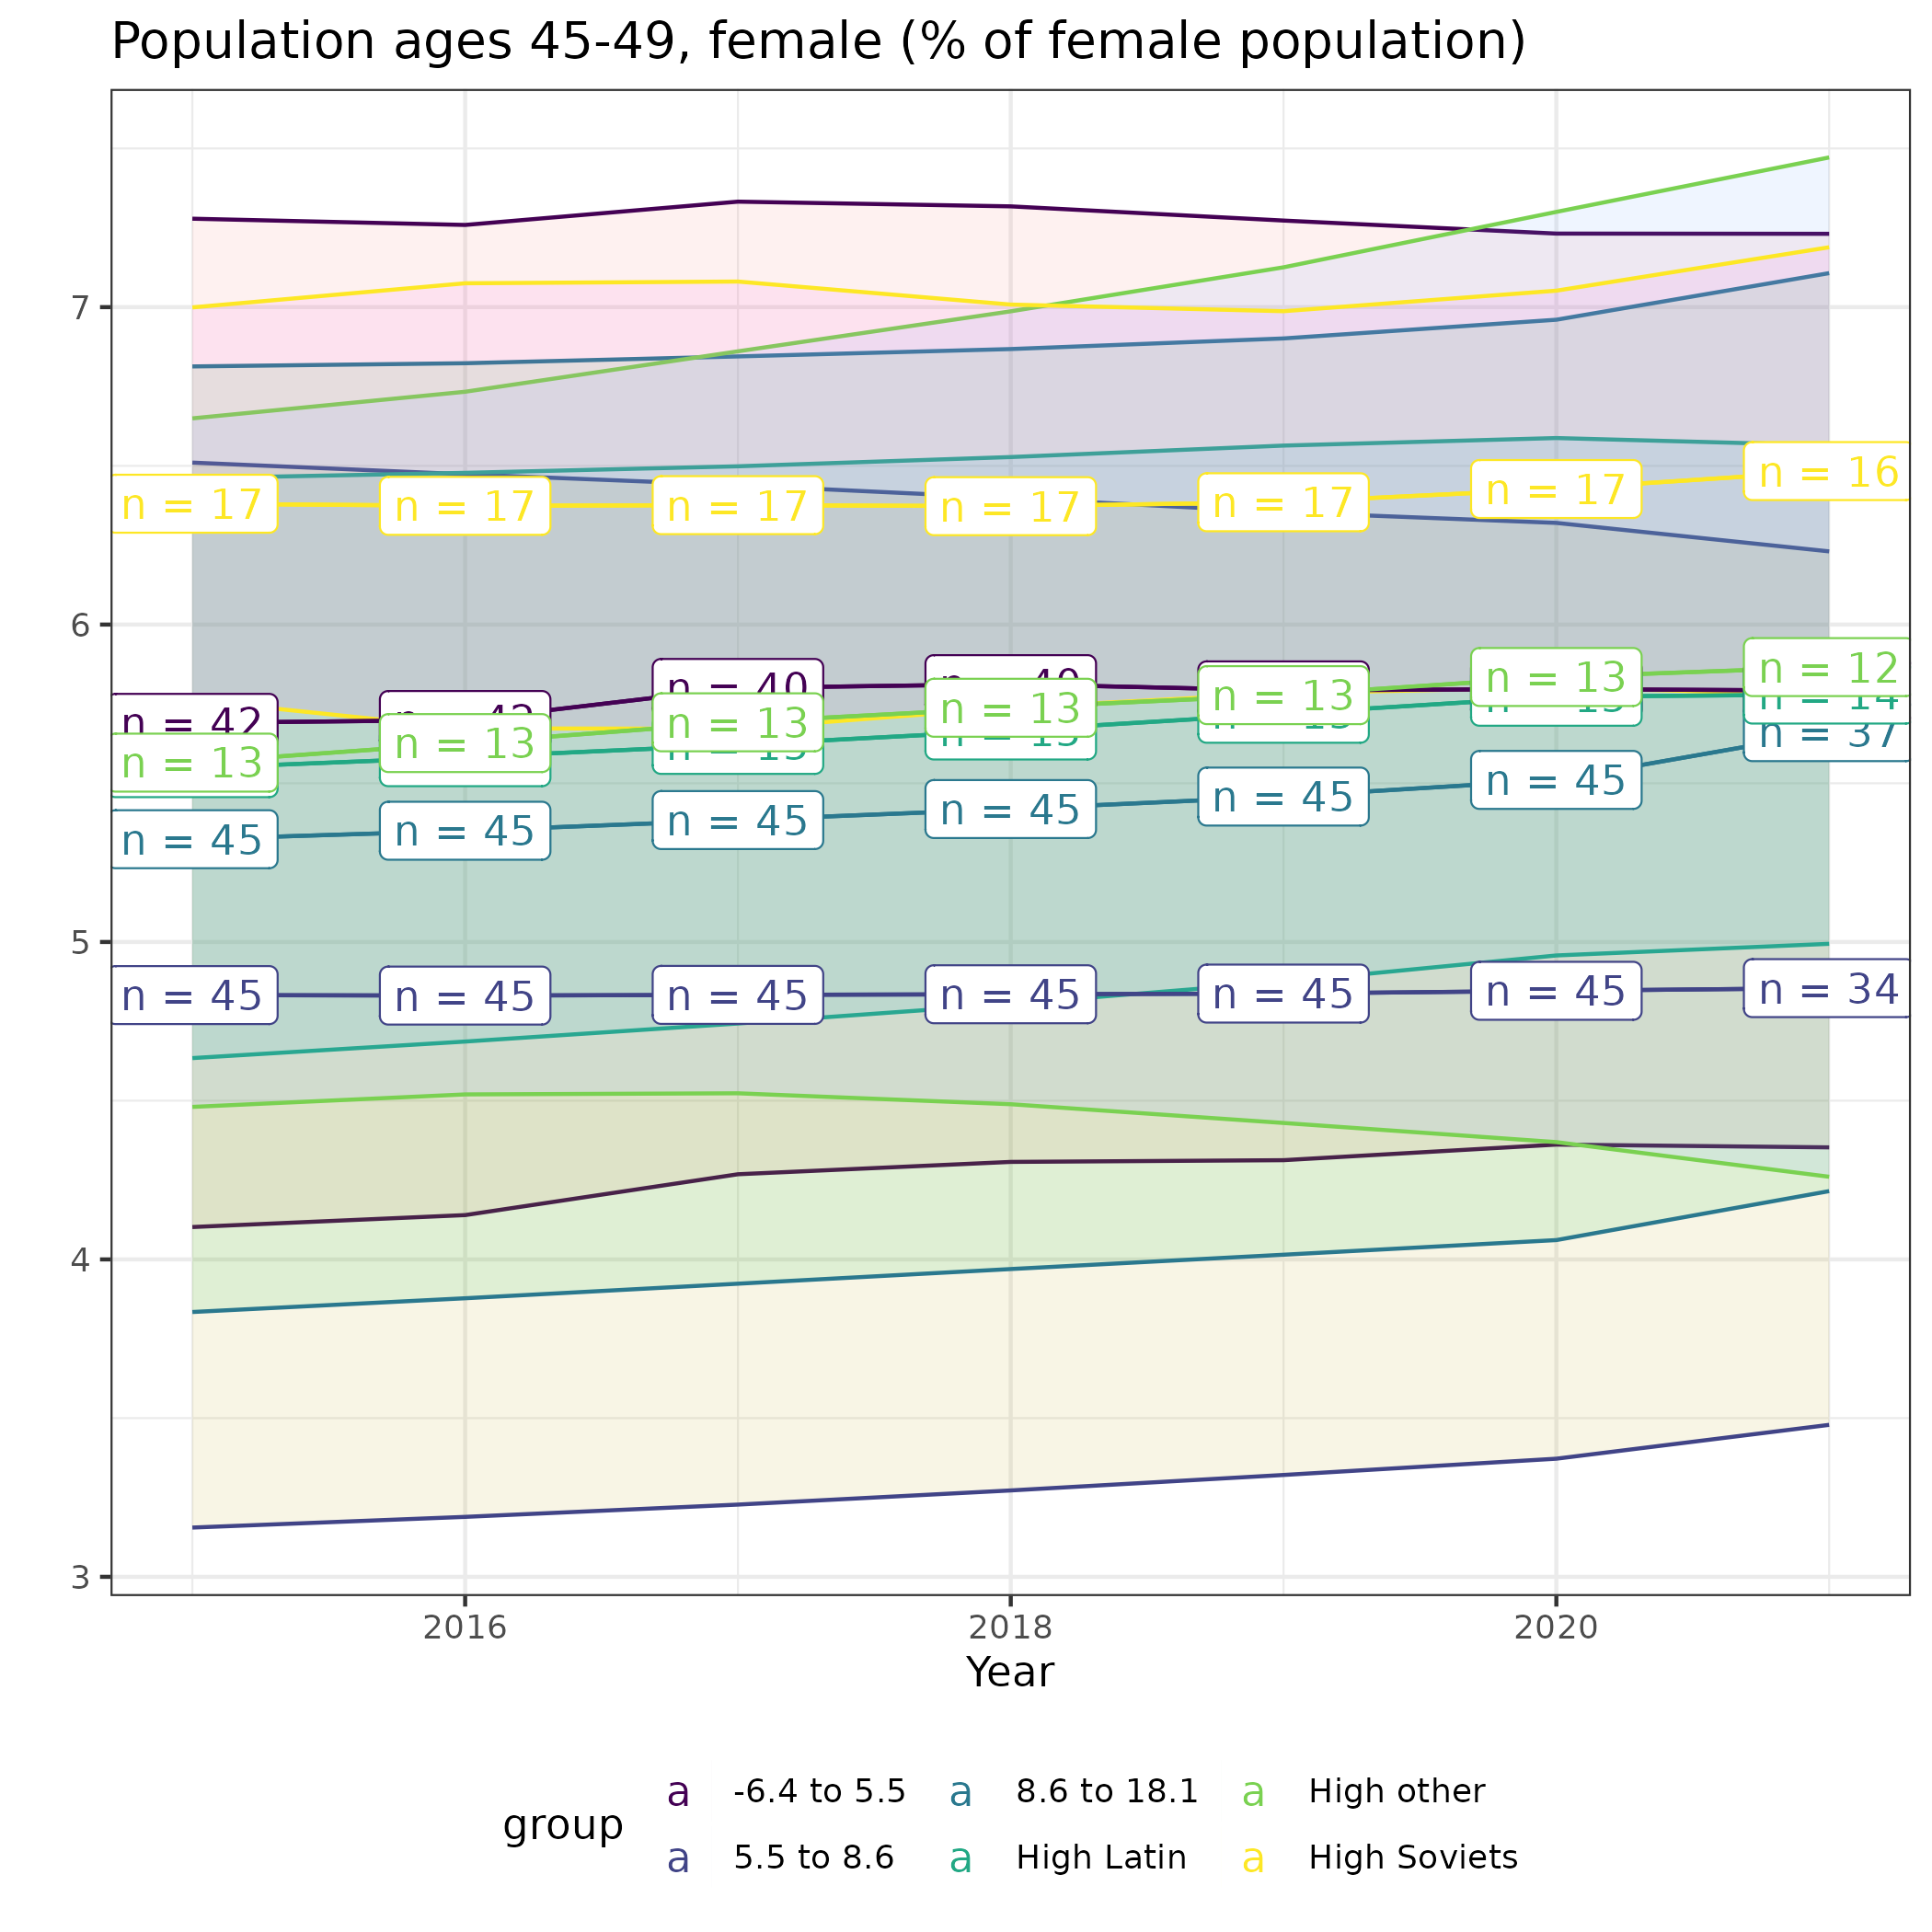 Population ages 45-49, female (% of female population)
7
n = 17 n = 17 n = 17 n = 17 n = 17 n = 17 n = 16
6
n = 42 n = 40 n = 13 n = 13 n = 12
n = 13 n = 13 n = 13 n = 13 n = 14
n = 37
n = 45 n = 45 n = 45 n = 45 n = 45 n = 45
5
n = 45 n = 45 n = 45 n = 45 n = 45 n = 45 n = 34
4
3
2016 2018 2020
Year
group
a -6.4 to 5.5 a 8.6 to 18.1 a High other
a 5.5 to 8.6 a High Latin a High Soviets